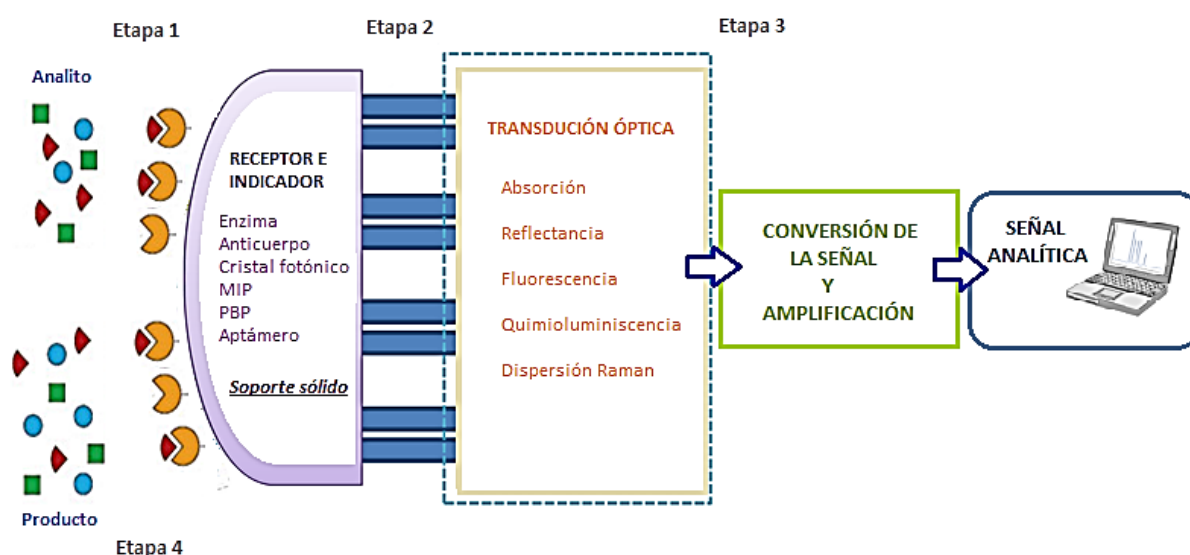 Etapa 1
Etapa 2
Etapa 3
Analito
RECEPTOR E
INDICADOR
Enzima
Anticuerpo
Cristal fotónico
MIP
PBP
Aptámero
Soporte sólido
TRANSDUCIÓN ÓPTICA
Absorción
Reflectancia
Fluorescencia
Quimioluminiscencia
Dispersión Raman
CONVERSIÓN DE
LA SEÑAL
Y
AMPLIFICACIÓN
SEÑAL
ANALÍTICA
Producto
Etapa 4